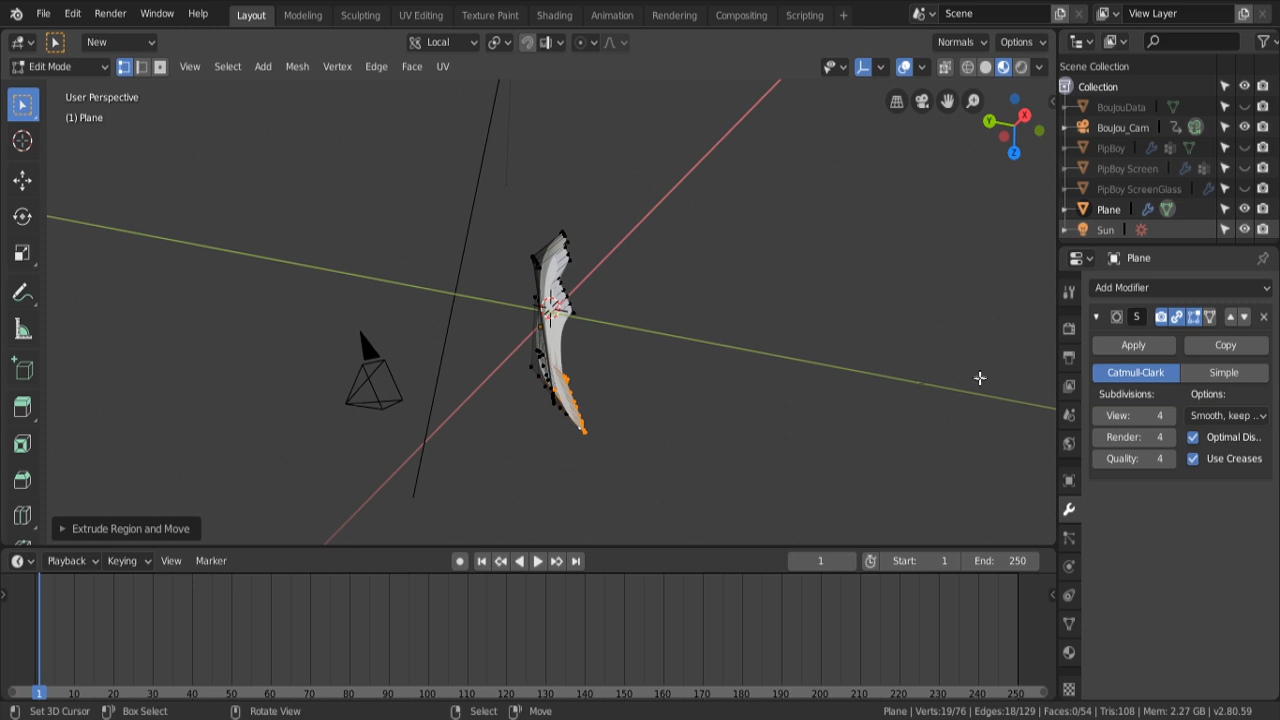 File Edit Render Window Help Layout Modeling Sculpting UV Editing Texture Paint Shading Animation Rendering Compositing Scripting + Scene View Layer
New Local Normals Options
Edit Mode View Select Add Mesh Vertex Edge Face UV
User Perspective
(1) Plane
X
Y
Z
Scene Collection
Collection
BoujouData
BouJou_Cam
PipBoy
PipBoy Screen
PipBoy ScreenGlass
Plane
Sun
Plane
Add Modifier
S
Apply Copy
Catmull-Clark Simple
Subdivisions: Options:
View: 4 Smooth, keep ..
Render: 4 Optimal Dis..
Quality: 4 Use Creases
Extrude Region and Move
Playback Keying View Marker 1 Start: 1 End: 250
1 10 20 30 40 50 60 70 80 90 100 110 120 130 140 150 160 170 180 190 200 210 220 230 240 250
Set 3D Cursor Box Select Rotate View Select Move Plane | Verts:19/76 | Edges:18/129 | Faces:0/54 | Tris:108 | Mem: 2.27 GB | v2.80.59